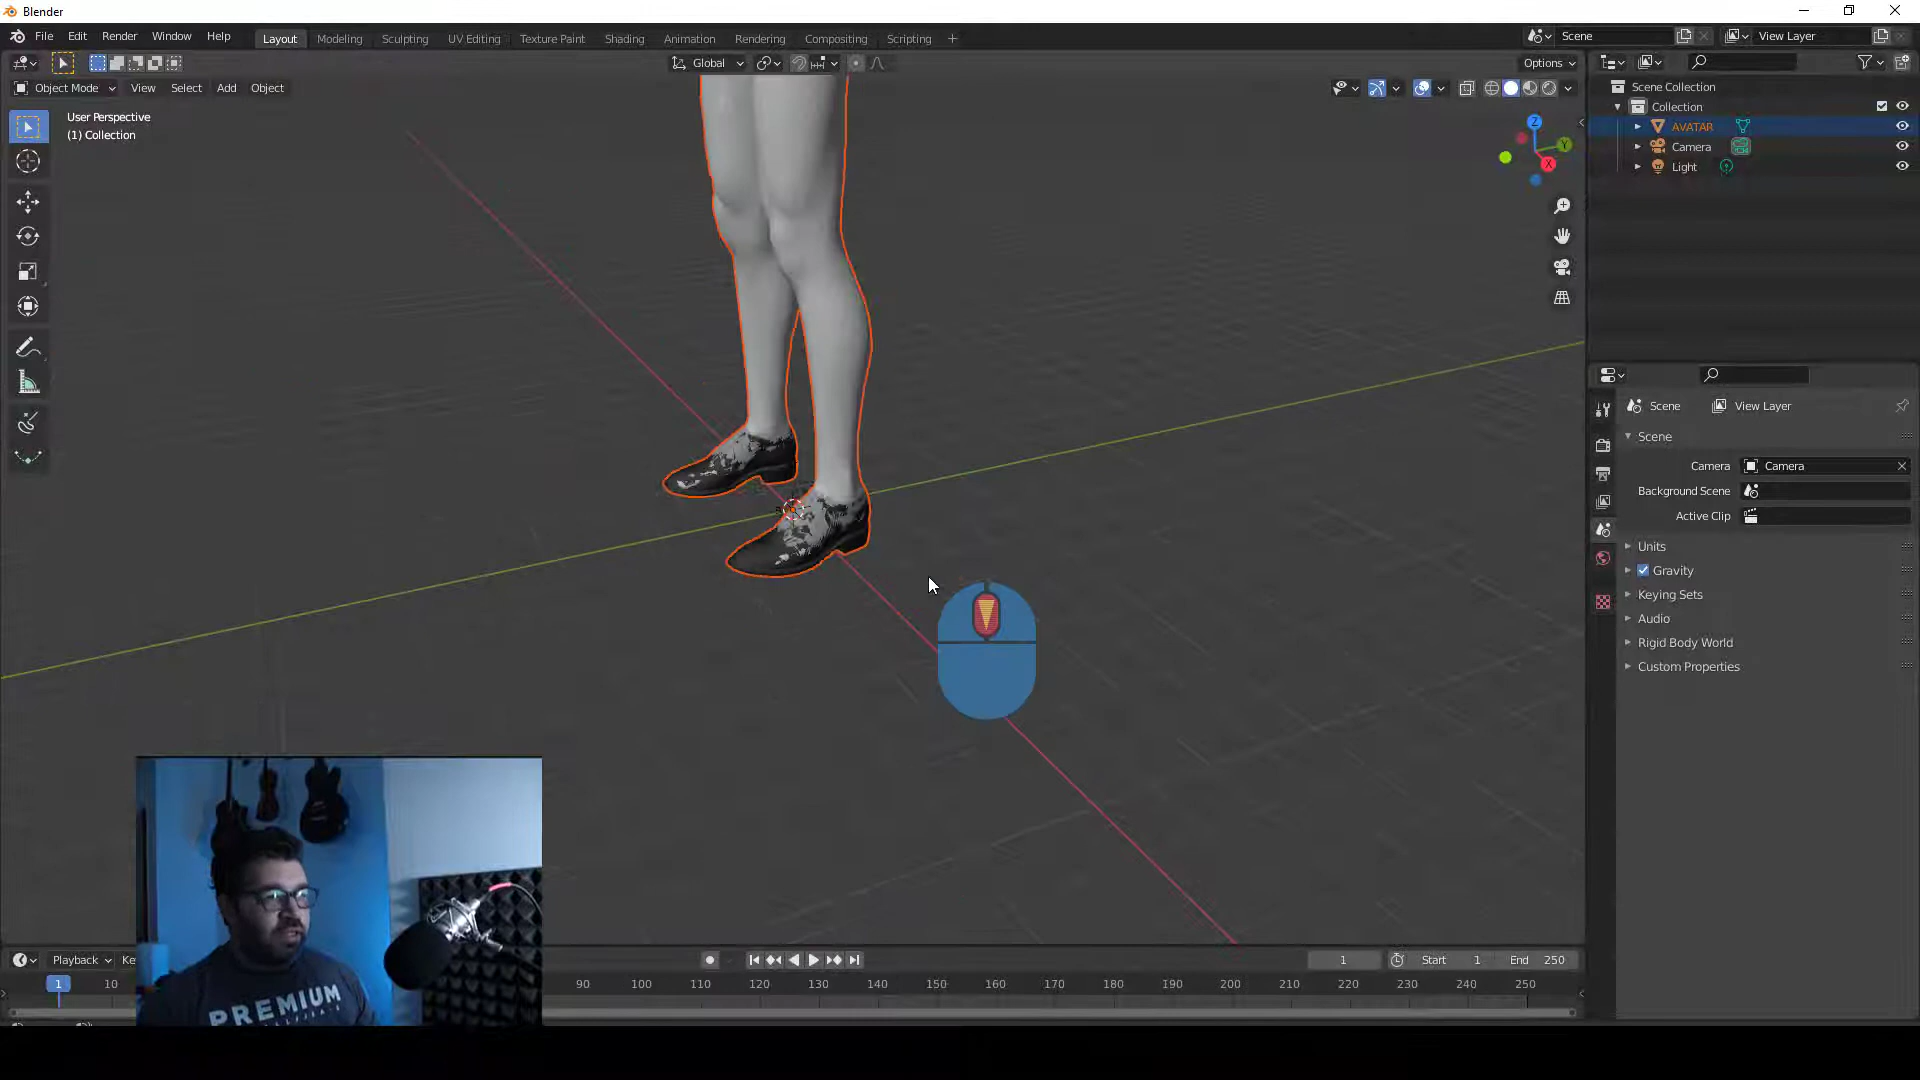 Blender
File Edit Render Window Help
Layout Modeling Sculpting UV Editing Texture Paint Shading Animation Rendering Compositing Scripting
Scene View Layer
Global Options
Object Mode View Select Add Object
User Perspective
(1) Collection
Z
Y
X
Scene Collection
Collection
AVATAR
Camera
Light
Scene View Layer
Scene
Camera Camera
Background Scene
Active Clip
Units
Gravity
Keying Sets
Audio
Rigid Body World
Custom Properties
PREMIUM
Playback Ke 1 Start 1 End 250
1 10 90 100 110 120 130 140 150 160 170 180 190 200 210 220 230 240 250